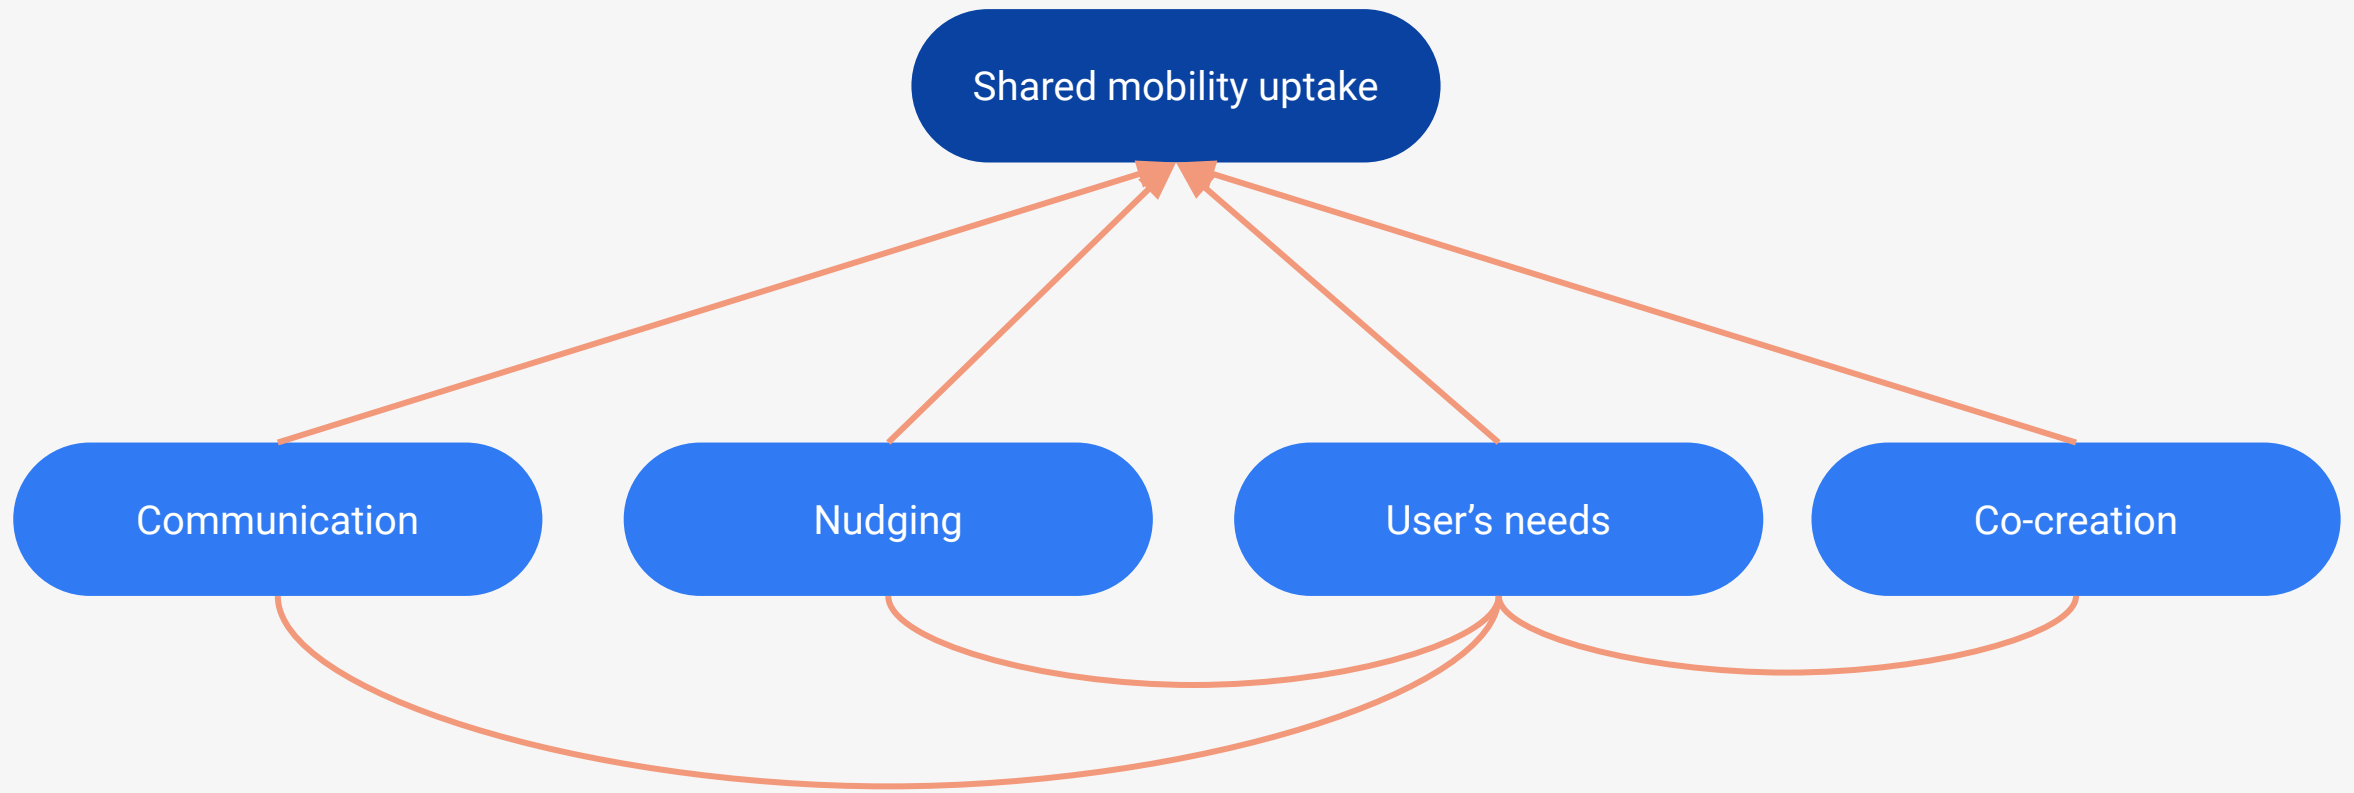 Shared mobility uptake
Communication
Nudging
User’s needs
Co-creation